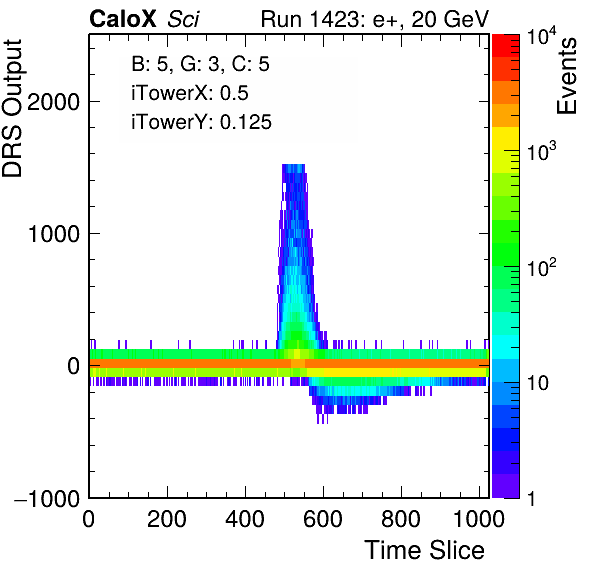 CaloX Sci Run 1423: e+, 20 GeV
B: 5, G: 3, C: 5
iTowerX: 0.5
iTowerY: 0.125
DRS Output
2000
1000
0
−1000
0 200 400 600 800 1000
Time Slice
Events
10⁴
10³
10²
10
1